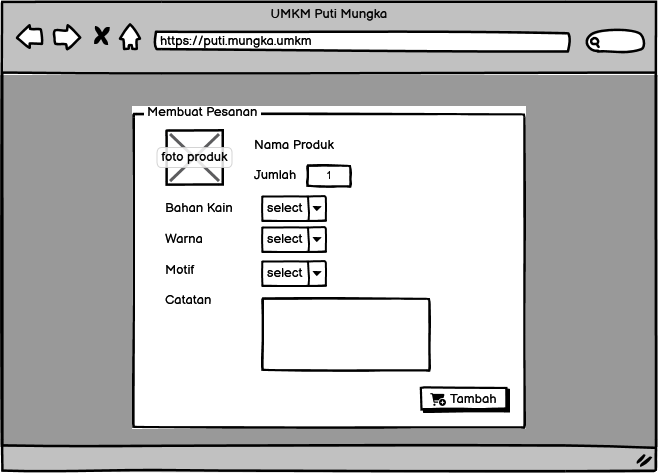 UMKM Puti Mungka
https://puti.mungka.umkm
Membuat Pesanan
foto produk
Nama Produk
Jumlah 1
Bahan Kain select
Warna select
Motif select
Catatan
Tambah